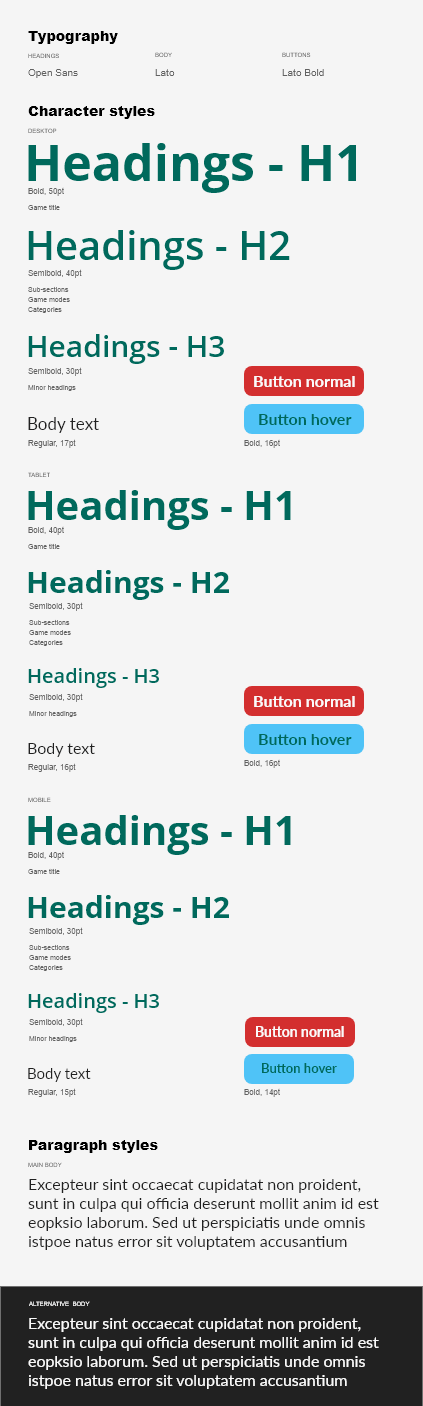 Typography
HEADINGS BODY BUTTONS
Open Sans Lato Lato Bold
Character styles
DESKTOP
Headings - H1
Bold, 50pt
Game title
Headings - H2
Semibold, 40pt
Sub-sections
Game modes
Categories
Headings - H3
Semibold, 30pt
Minor headings
Button normal
Button hover
Body text
Regular, 17pt
Bold, 16pt
TABLET
Headings - H1
Bold, 40pt
Game title
Headings - H2
Semibold, 30pt
Sub-sections
Game modes
Categories
Headings - H3
Semibold, 30pt
Minor headings
Button normal
Button hover
Body text
Regular, 16pt
Bold, 16pt
MOBILE
Headings - H1
Bold, 40pt
Game title
Headings - H2
Semibold, 30pt
Sub-sections
Game modes
Categories
Headings - H3
Semibold, 30pt
Minor headings
Button normal
Button hover
Body text
Regular, 15pt
Bold, 14pt
Paragraph styles
MAIN BODY
Excepteur sint occaecat cupidatat non proident,
sunt in culpa qui officia deserunt mollit anim id est
eopksio laborum. Sed ut perspiciatis unde omnis
istpoe natus error sit voluptatem accusantium
ALTERNATIVE BODY
Excepteur sint occaecat cupidatat non proident,
sunt in culpa qui officia deserunt mollit anim id est
eopksio laborum. Sed ut perspiciatis unde omnis
istpoe natus error sit voluptatem accusantium